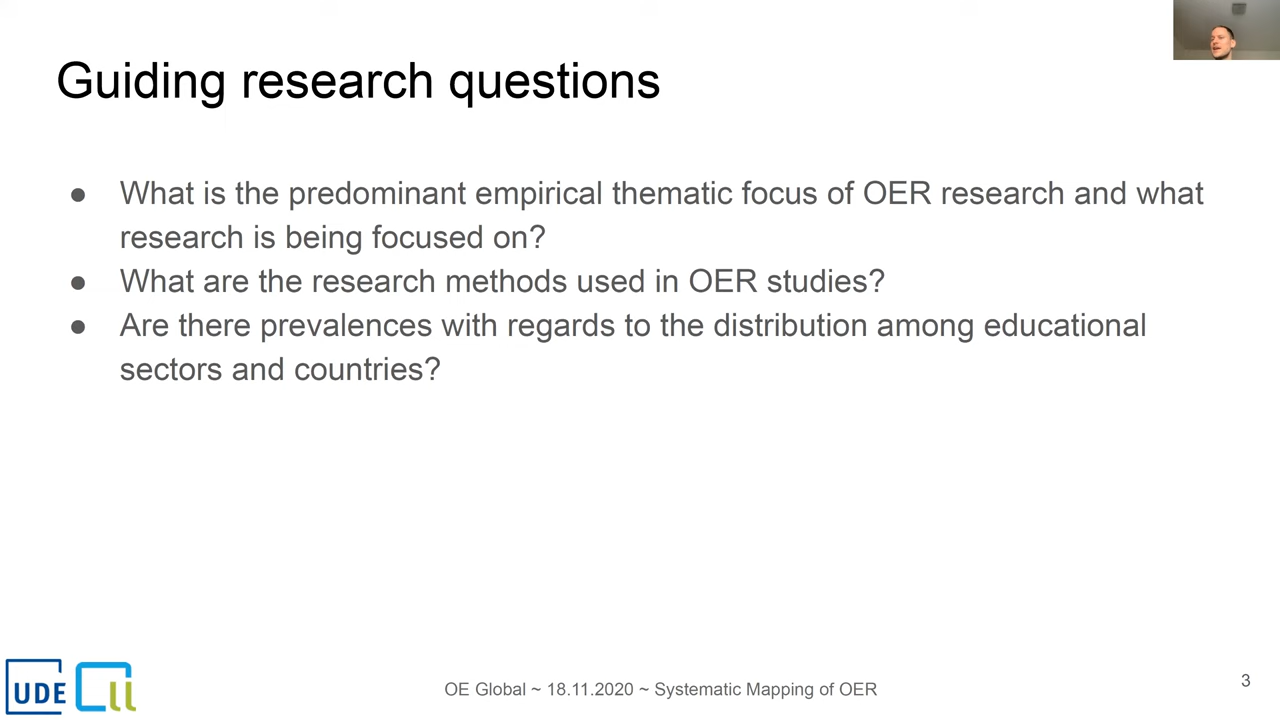 Guiding research questions
● What is the predominant empirical thematic focus of OER research and what
research is being focused on?
● What are the research methods used in OER studies?
● Are there prevalences with regards to the distribution among educational
sectors and countries?
UDE
OE Global ~ 18.11.2020 ~ Systematic Mapping of OER
3